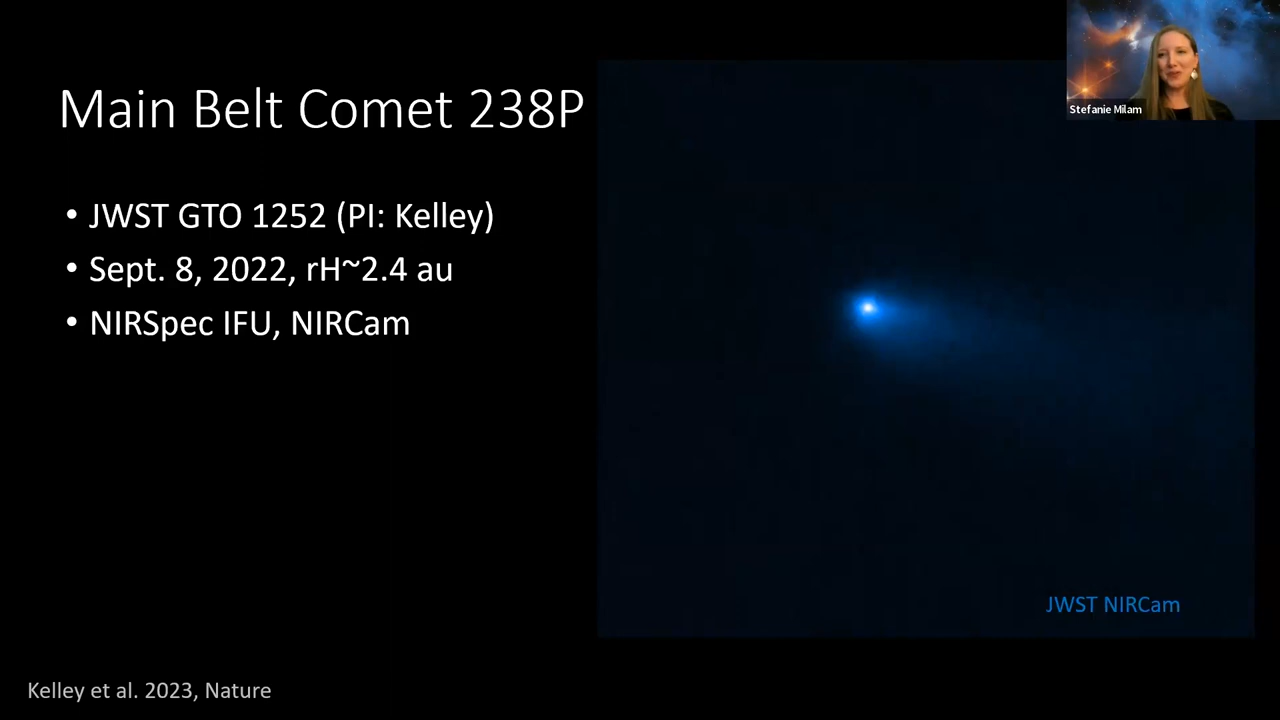 Main Belt Comet 238P
Stefanie Milam
• JWST GTO 1252 (PI: Kelley)
• Sept. 8, 2022, rH~2.4 au
• NIRSpec IFU, NIRCam
JWST NIRCam
Kelley et al. 2023, Nature